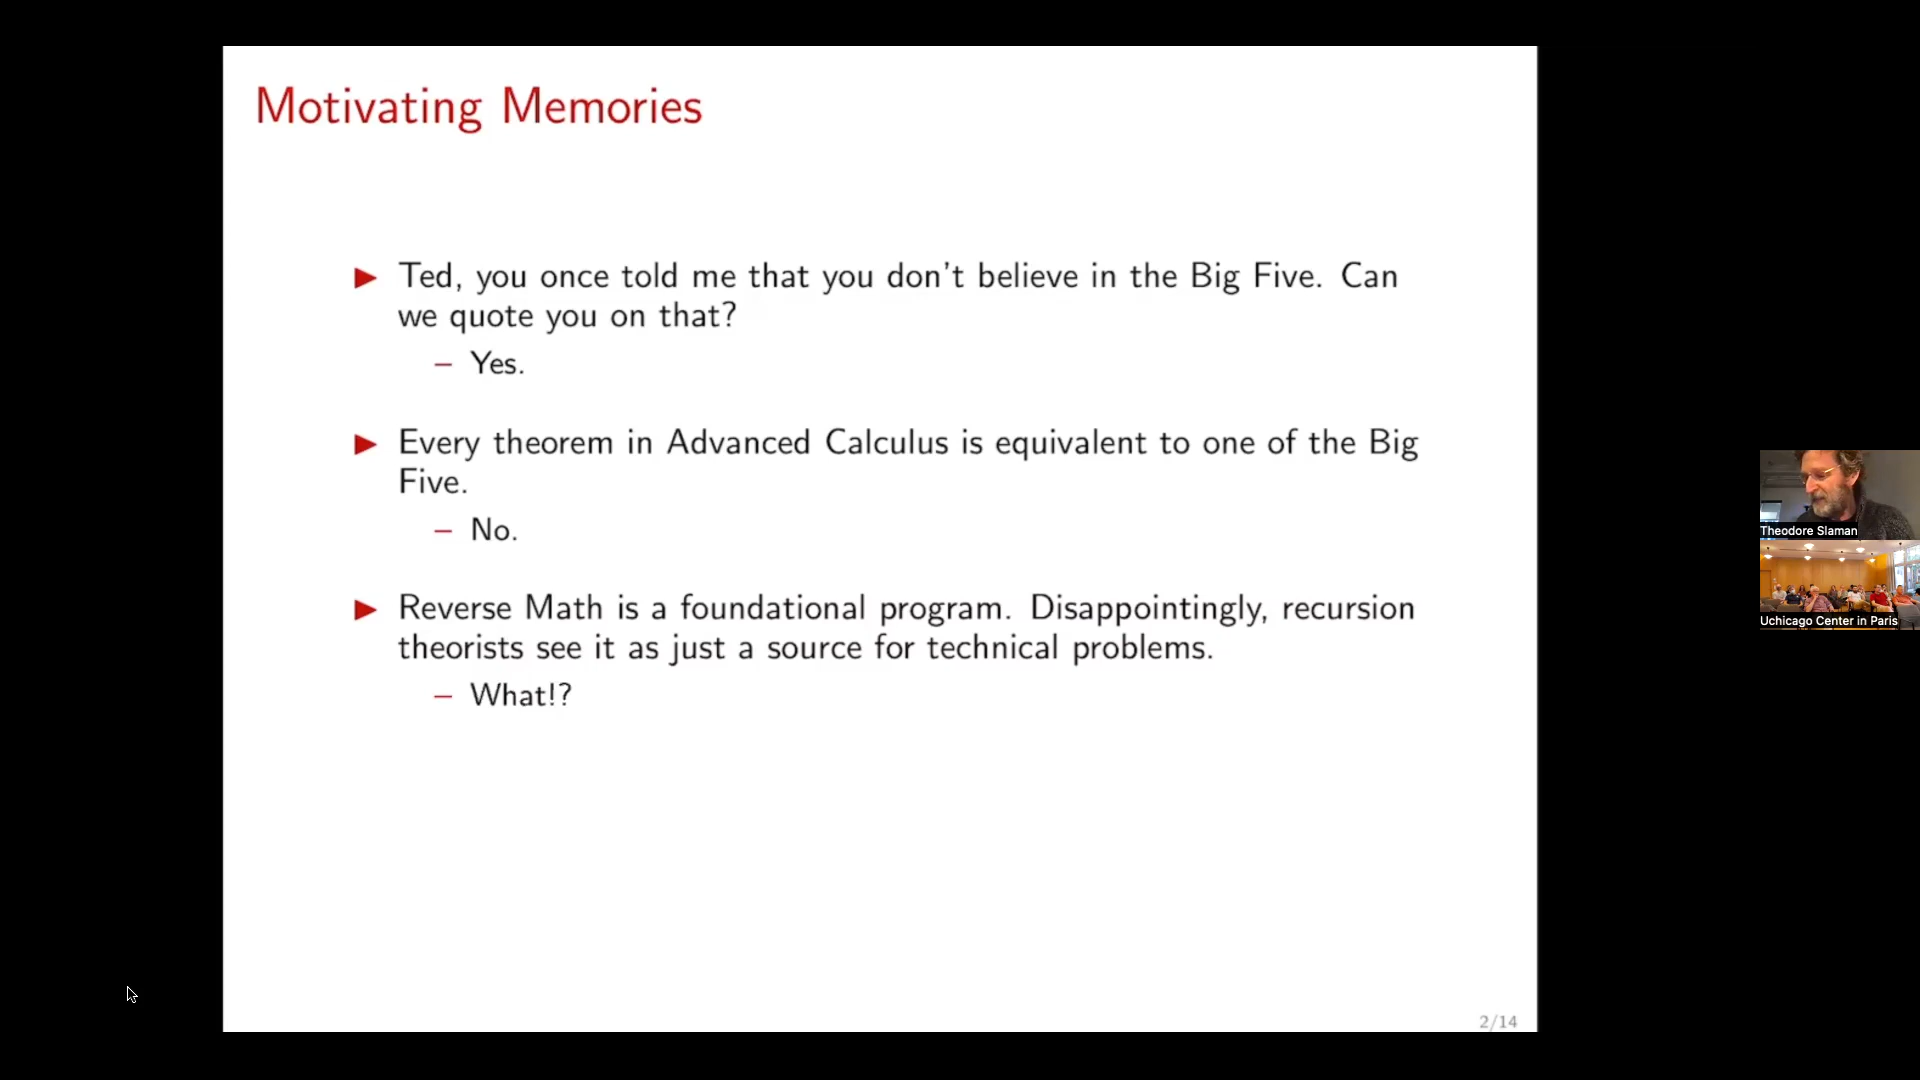 Motivating Memories
▶ Ted, you once told me that you don't believe in the Big Five. Can
we quote you on that?
– Yes.
▶ Every theorem in Advanced Calculus is equivalent to one of the Big
Five.
– No.
▶ Reverse Math is a foundational program. Disappointingly, recursion
theorists see it as just a source for technical problems.
– What!?
2/14
Theodore Slaman
Uchicago Center in Paris